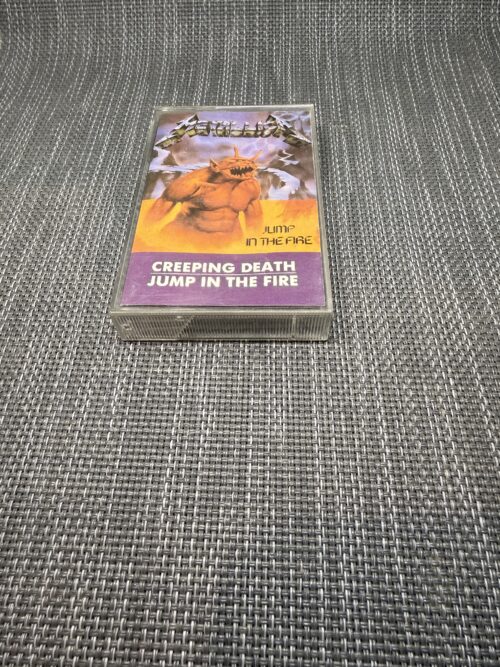 METALLICA
JUMP
IN THE FIRE
CREEPING DEATH
JUMP IN THE FIRE